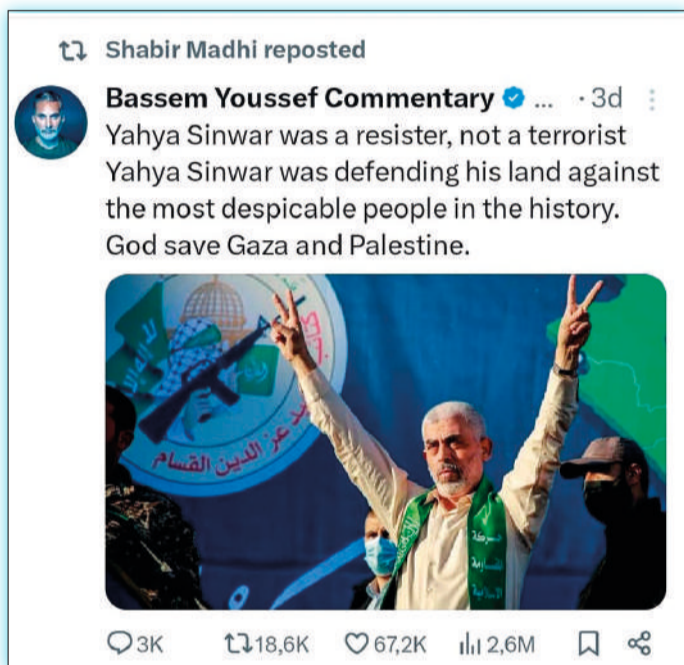 Shabir Madhi reposted
Bassem Youssef Commentary ... · 3d
Yahya Sinwar was a resister, not a terrorist
Yahya Sinwar was defending his land against
the most despicable people in the history.
God save Gaza and Palestine.
كتائب
عز الدين القسام
حركة
3K 18,6K 67,2K 2,6M